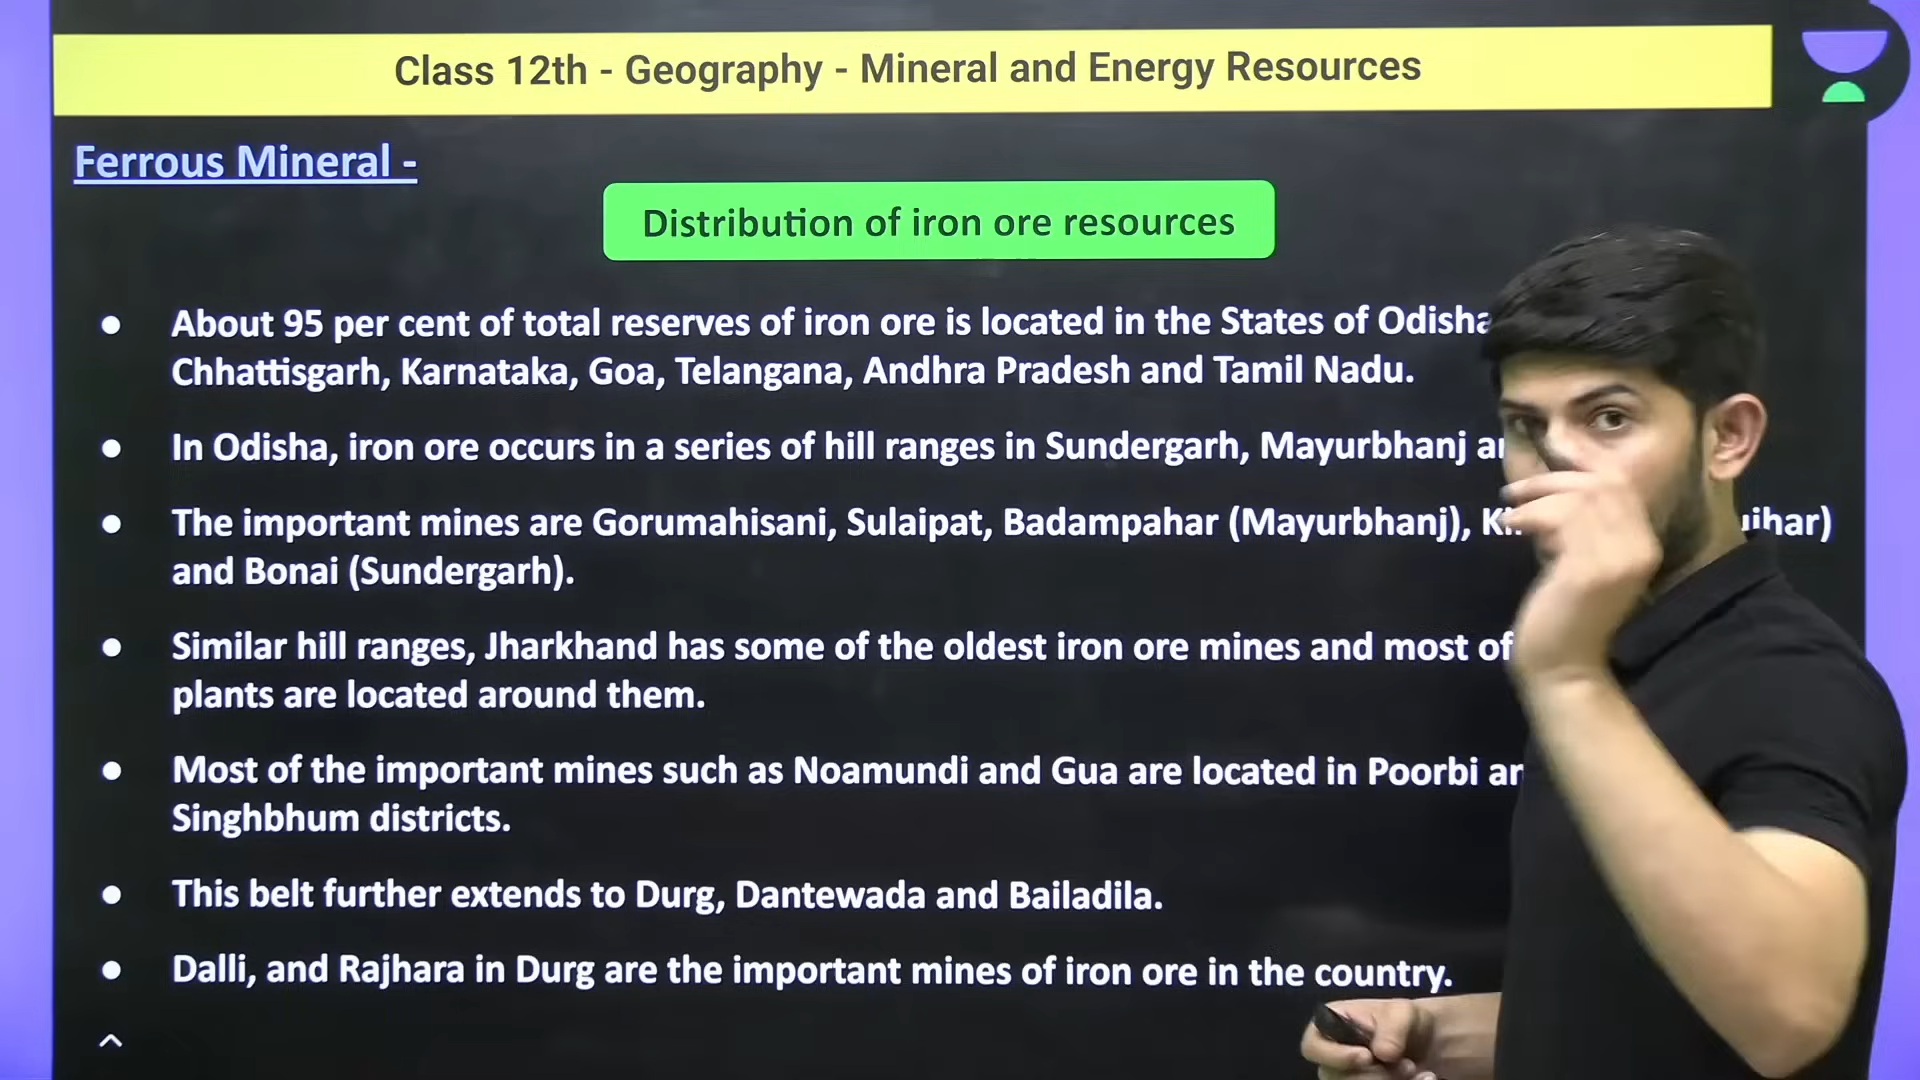 Class 12th - Geography - Mineral and Energy Resources
Ferrous Mineral -
Distribution of iron ore resources
● About 95 per cent of total reserves of iron ore is located in the States of Odisha
Chhattisgarh, Karnataka, Goa, Telangana, Andhra Pradesh and Tamil Nadu.
● In Odisha, iron ore occurs in a series of hill ranges in Sundergarh, Mayurbhanj
● The important mines are Gorumahisani, Sulaipat, Badampahar (Mayurbhanj),
and Bonai (Sundergarh).
● Similar hill ranges, Jharkhand has some of the oldest iron ore mines and most of
plants are located around them.
● Most of the important mines such as Noamundi and Gua are located in Poorbi
Singhbhum districts.
● This belt further extends to Durg, Dantewada and Bailadila.
● Dalli, and Rajhara in Durg are the important mines of iron ore in the country.